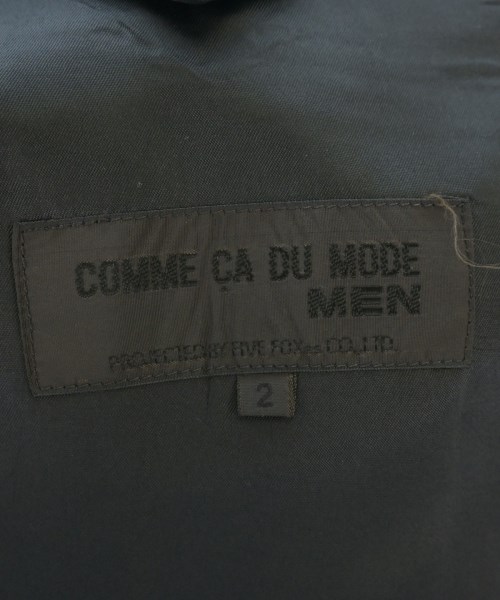 COMME ÇA DU MODE
MEN
PROJECTED BY FIVE FOXes CO., LTD.
2